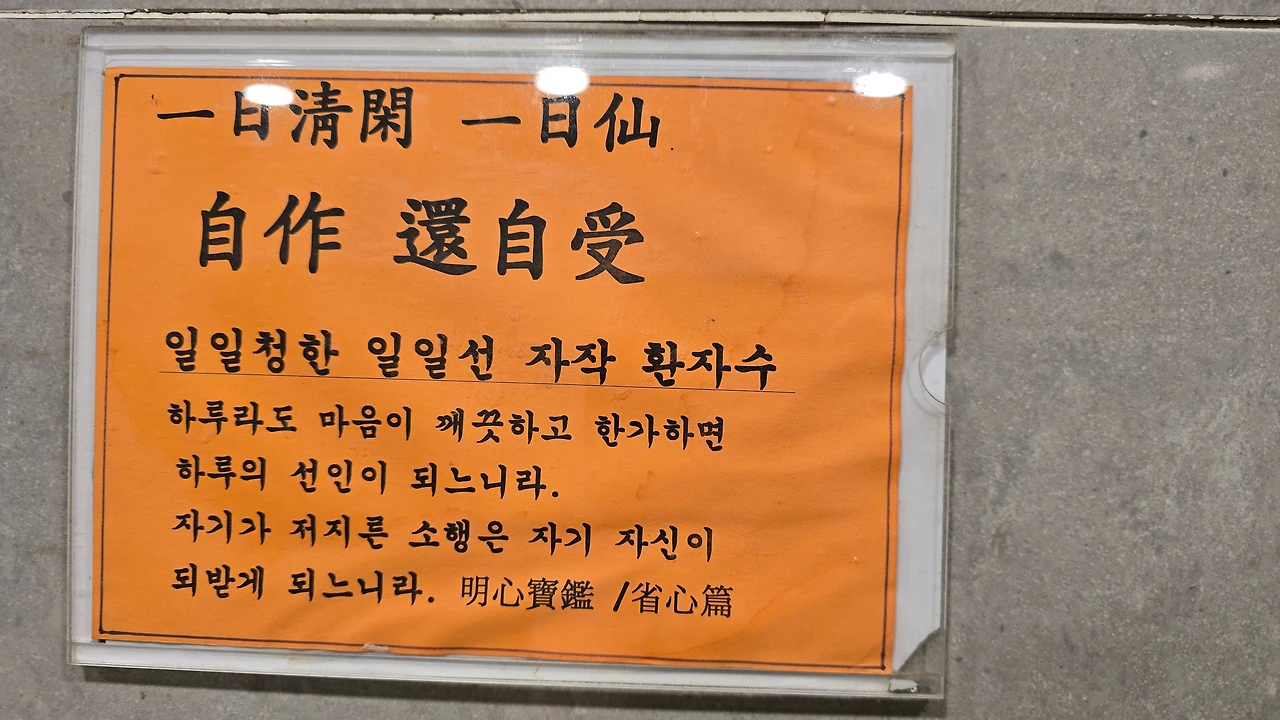 一日淸閑 一日仙
自作 還自受
일일청한 일일선 자작 환자수
하루라도 마음이 깨끗하고 한가하면
하루의 선인이 되느니라.
자기가 저지른 소행은 자기 자신이
되받게 되느니라. 明心寶鑑 /省心篇